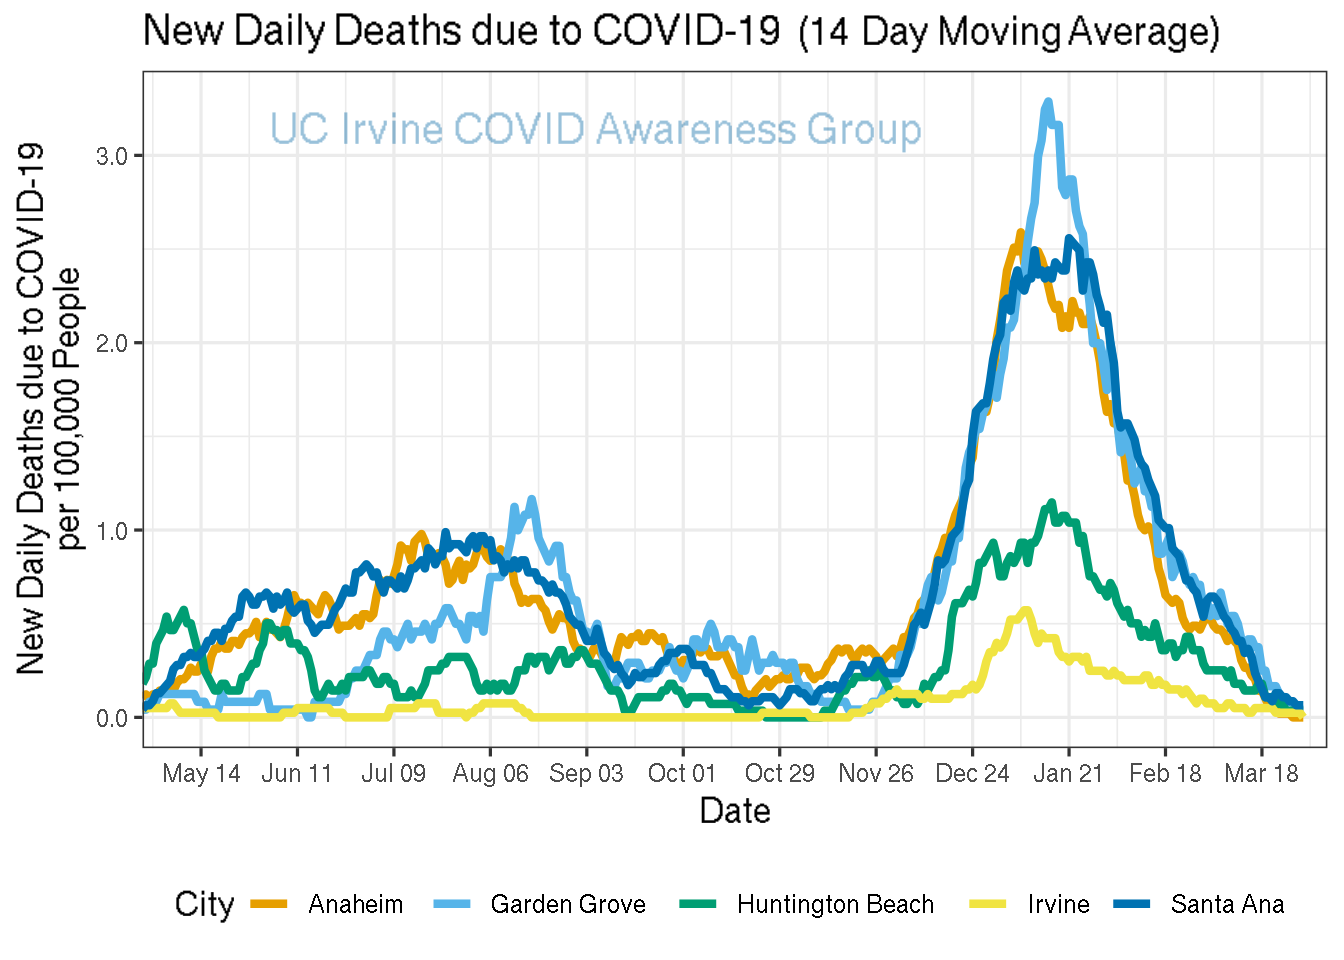 New Daily Deaths due to COVID-19 (14 Day Moving Average)
UC Irvine COVID Awareness Group
New Daily Deaths due to COVID-19
per 100,000 People
3.0
2.0
1.0
0.0
May 14 Jun 11 Jul 09 Aug 06 Sep 03 Oct 01 Oct 29 Nov 26 Dec 24 Jan 21 Feb 18 Mar 18
Date
City Anaheim Garden Grove Huntington Beach Irvine Santa Ana